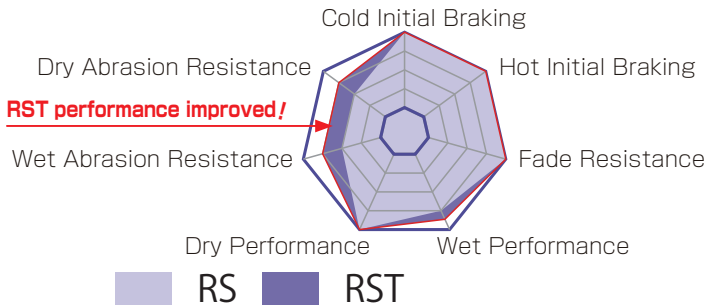 Cold Initial Braking
Dry Abrasion Resistance
Hot Initial Braking
RST performance improved!
Wet Abrasion Resistance
Fade Resistance
Dry Performance
Wet Performance
RS
RST